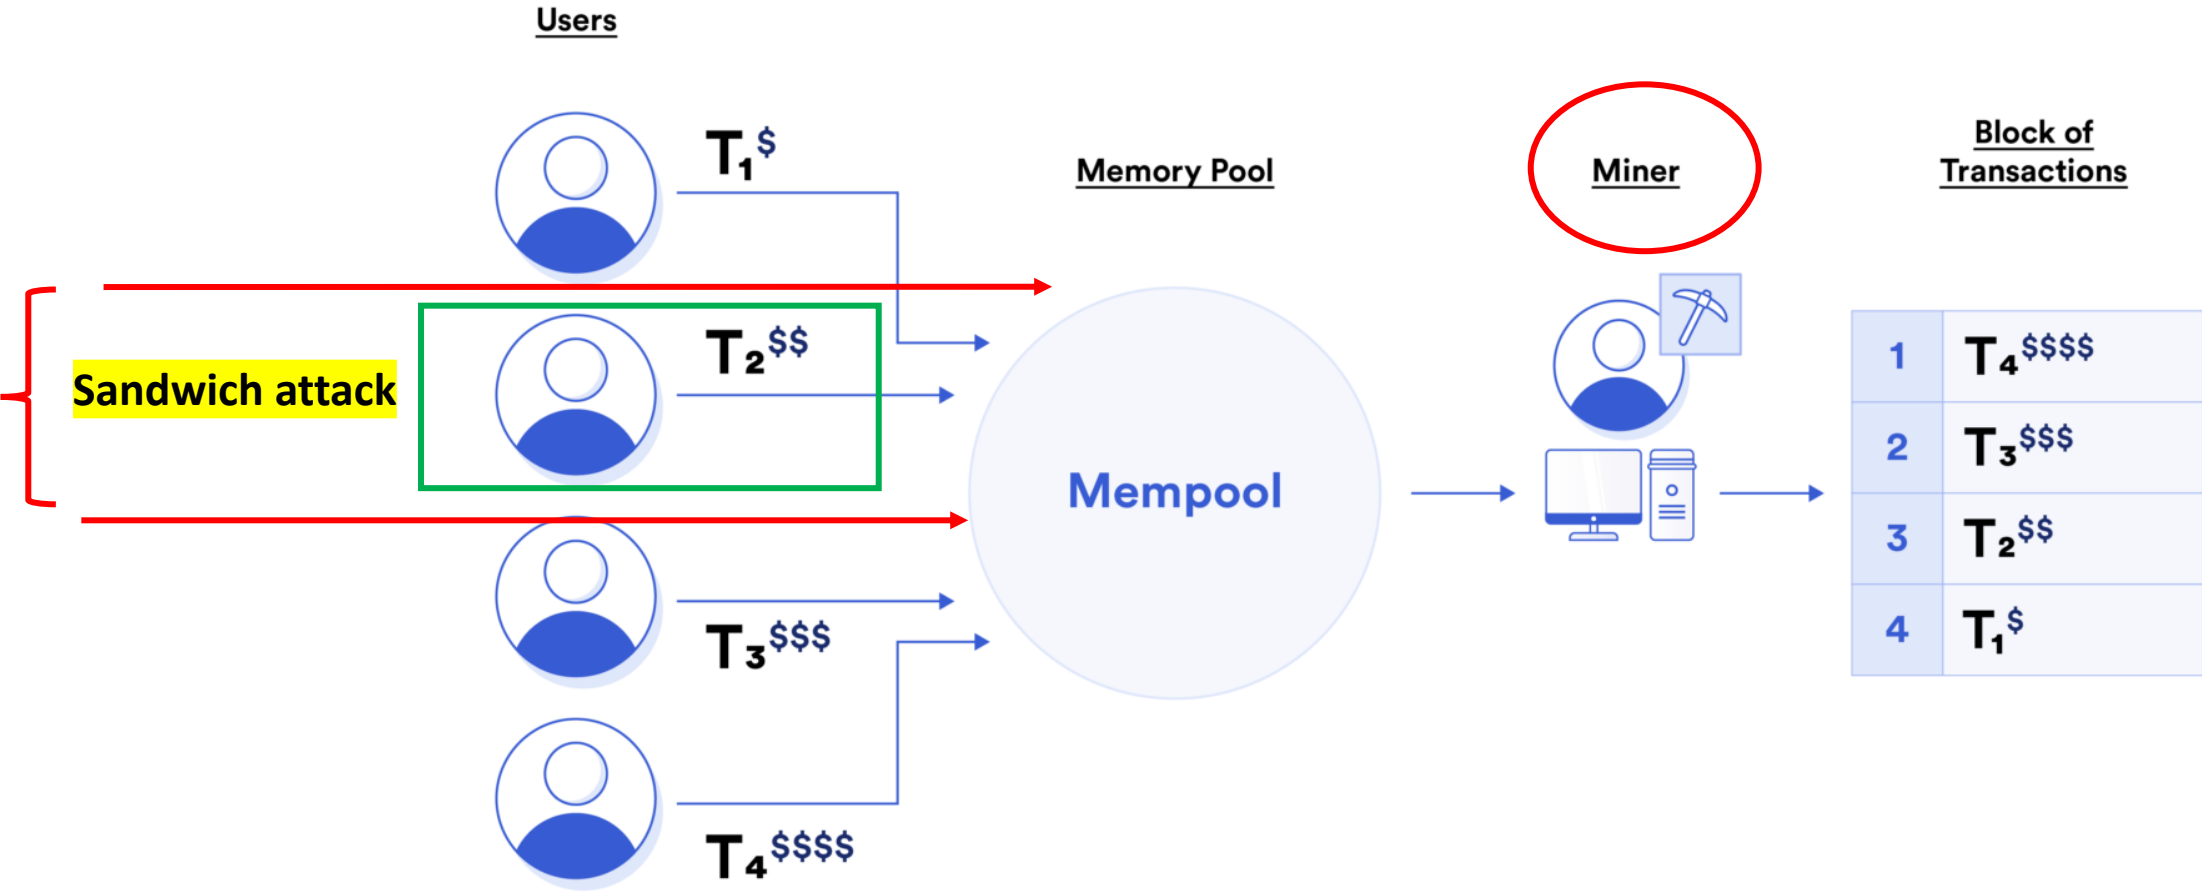 Users
T₁$
Memory Pool
Miner
Block of
Transactions
Sandwich attack
T₂$$
Mempool
T₃$$$
T₄$$$$
1 T₄$$$$
2 T₃$$$
3 T₂$$
4 T₁$